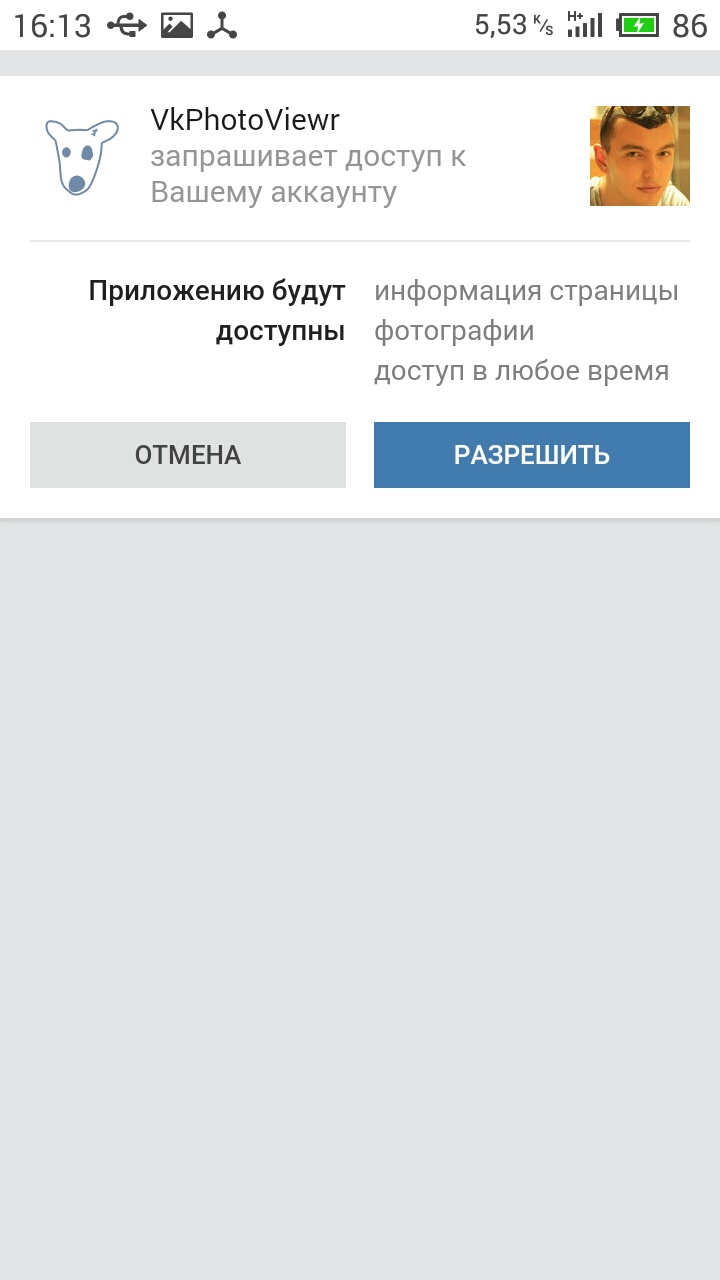 16:13 5,53 K/s H+ 86
VkPhotoViewr
запрашивает доступ к
Вашему аккаунту
Приложению будут
доступны
информация страницы
фотографии
доступ в любое время
ОТМЕНА
РАЗРЕШИТЬ